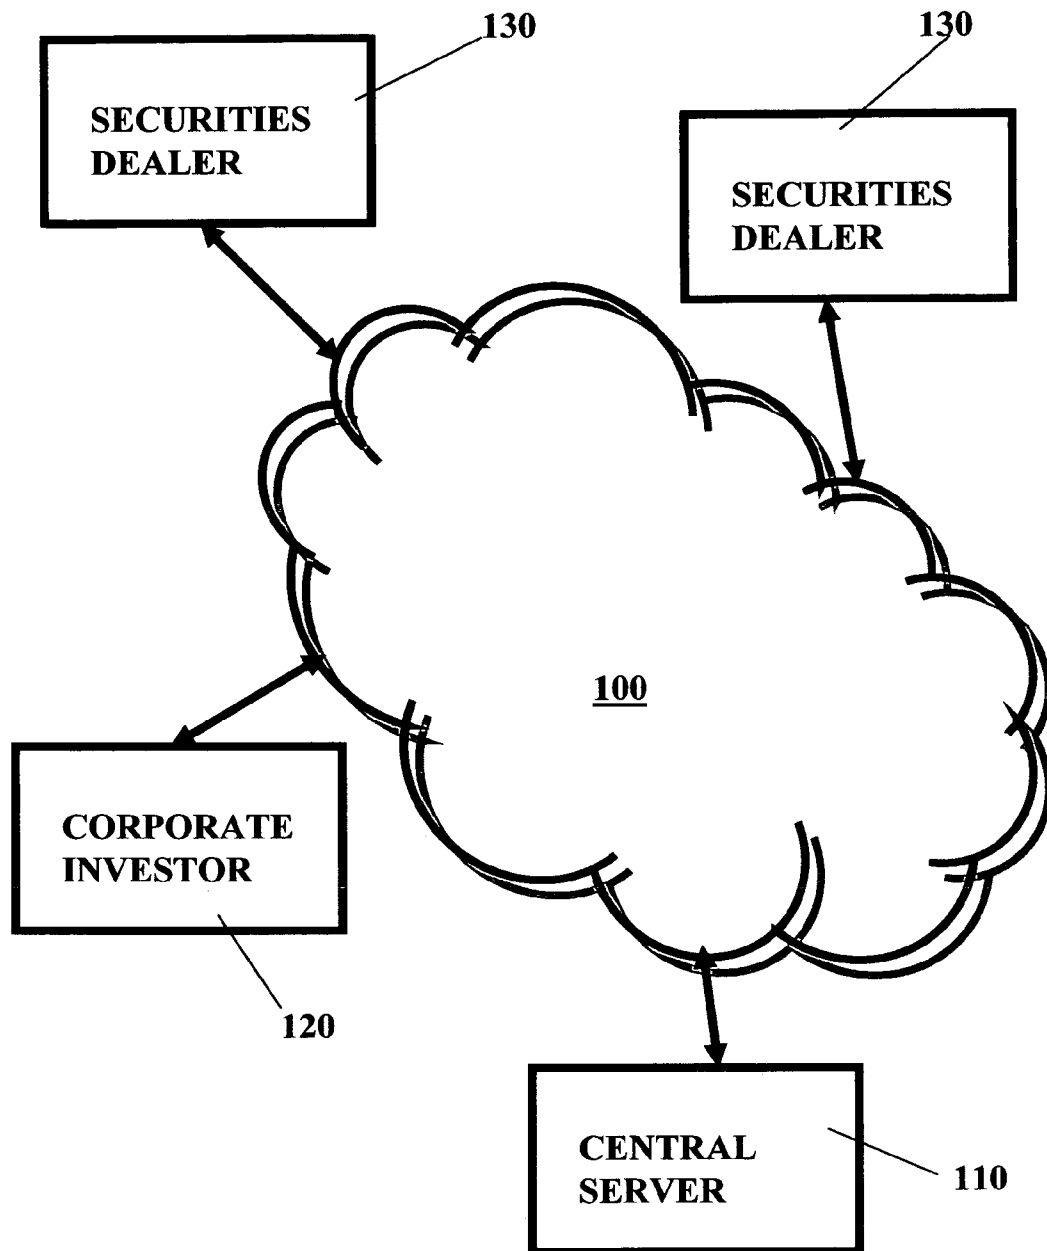 130
SECURITIES
DEALER
130
SECURITIES
DEALER
100
CORPORATE
INVESTOR
120
CENTRAL
SERVER
110